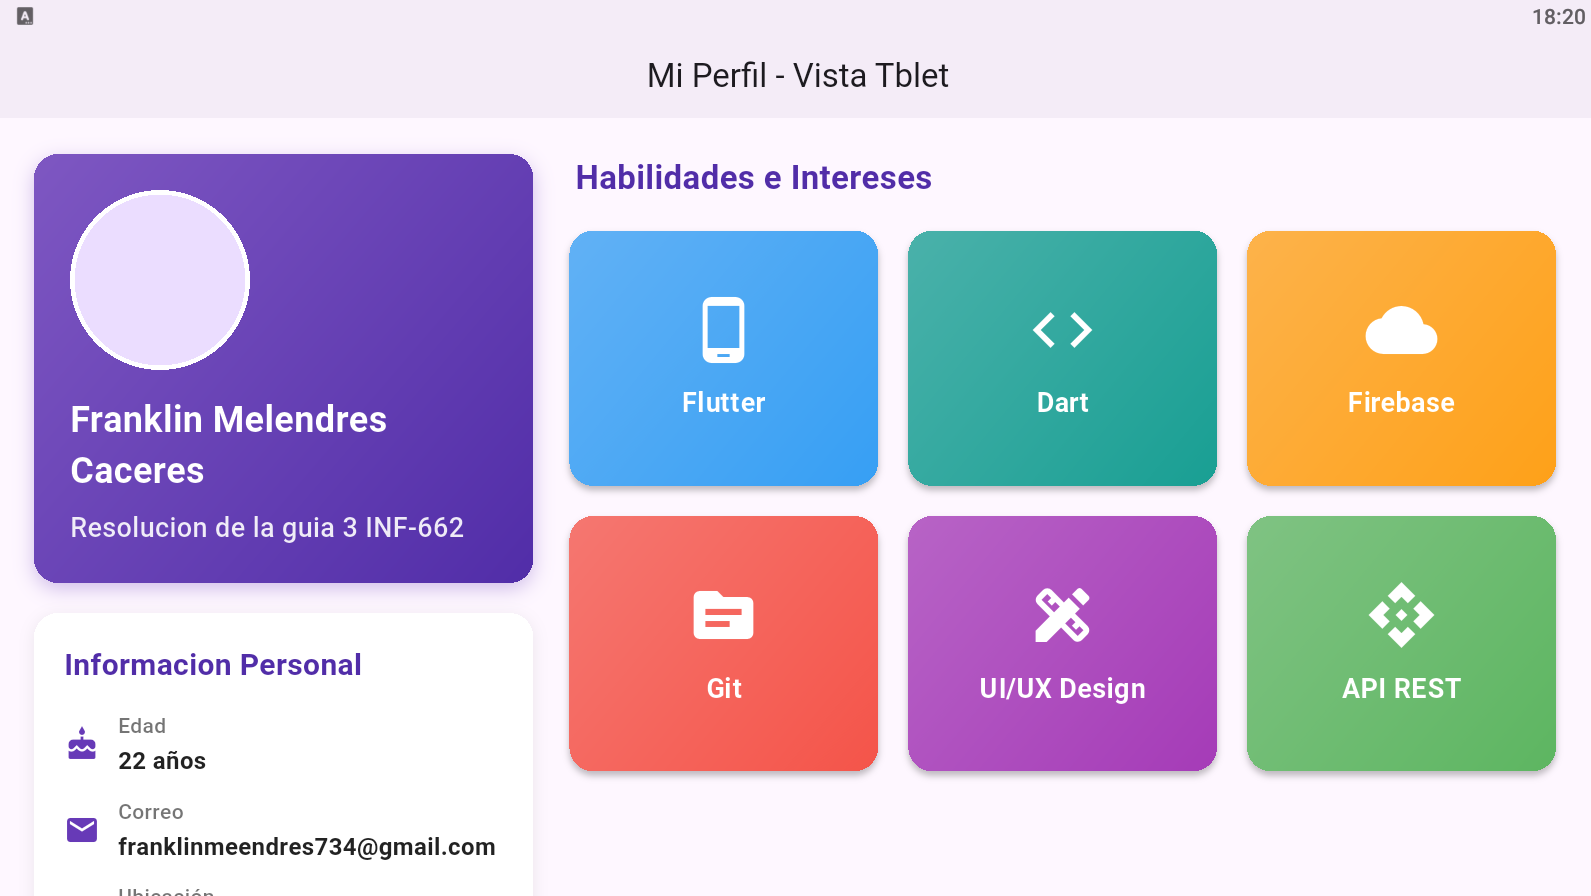 18:20
Mi Perfil - Vista Tblet
Franklin Melendres
Caceres
Resolucion de la guia 3 INF-662
Informacion Personal
Edad
22 años
Correo
franklinmeendres734@gmail.com
Ubicación
Habilidades e Intereses
Flutter
Dart
Firebase
Git
UI/UX Design
API REST